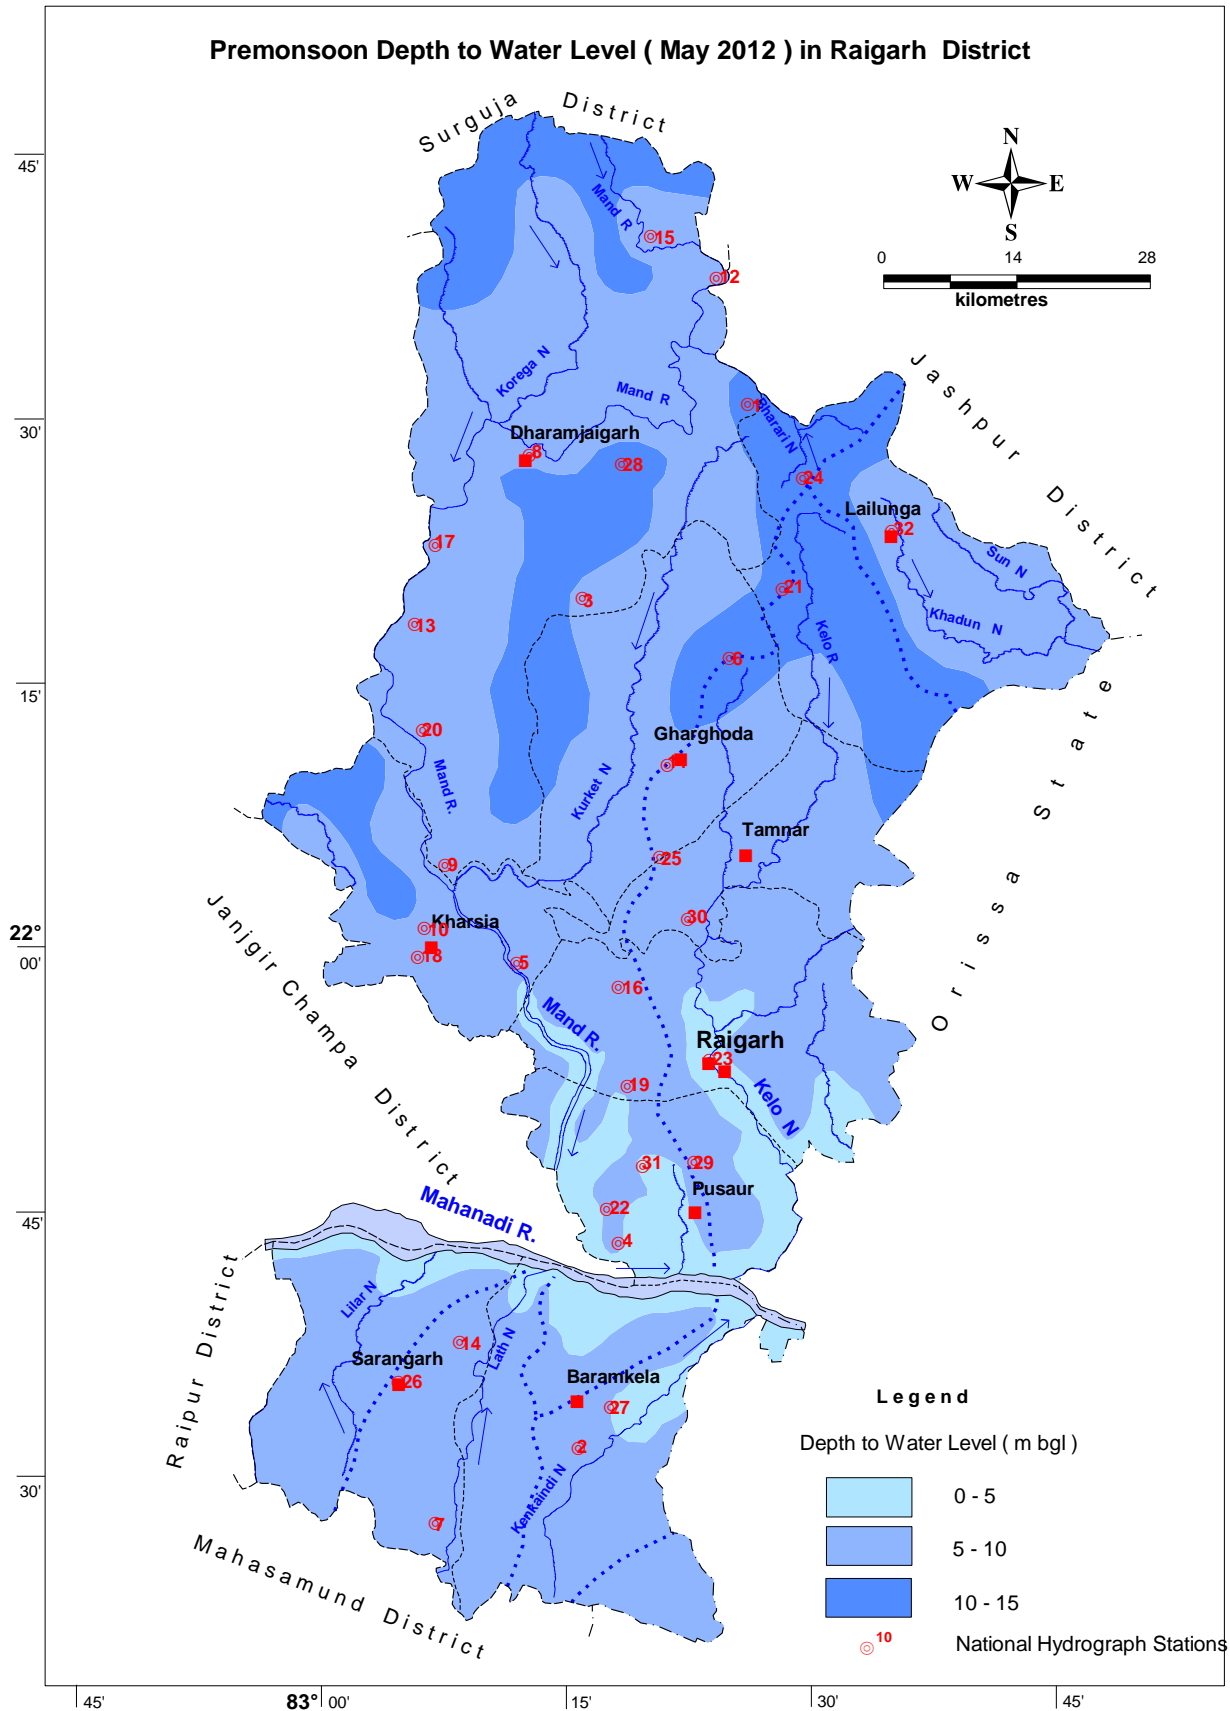 Premonsoon Depth to Water Level ( May 2012 ) in Raigarh District
Surguja District
N
W E
S
0 14 28
kilometres
45'
Mand R
15
12
Korega N
Mand R
Jashpur District
30'
Dharamjaigarh
8
28
Bharari N
24
Lailunga
32
17
Sun N
3
21
13
Khadun N
Kelo R
6
15'
20
Gharghoda
Mand R.
Kurket N
Orissa State
Tamnar
25
9
30
Kharsia
10
22°
00'
18
5
16
Janjgir Champa District
Mand R.
Raigarh
23
19
Kelo N
31
29
Pusaur
22
Mahanadi R.
45'
4
Raipur District
Lilar N
14
Lath N
Sarangarh
26
Baramkela
27
2
Kenkaindi N
30'
7
Mahasamund District
Legend
Depth to Water Level ( m bgl )
0 - 5
5 - 10
10 - 15
10
National Hydrograph Stations
45' 83° 00' 15' 30' 45'